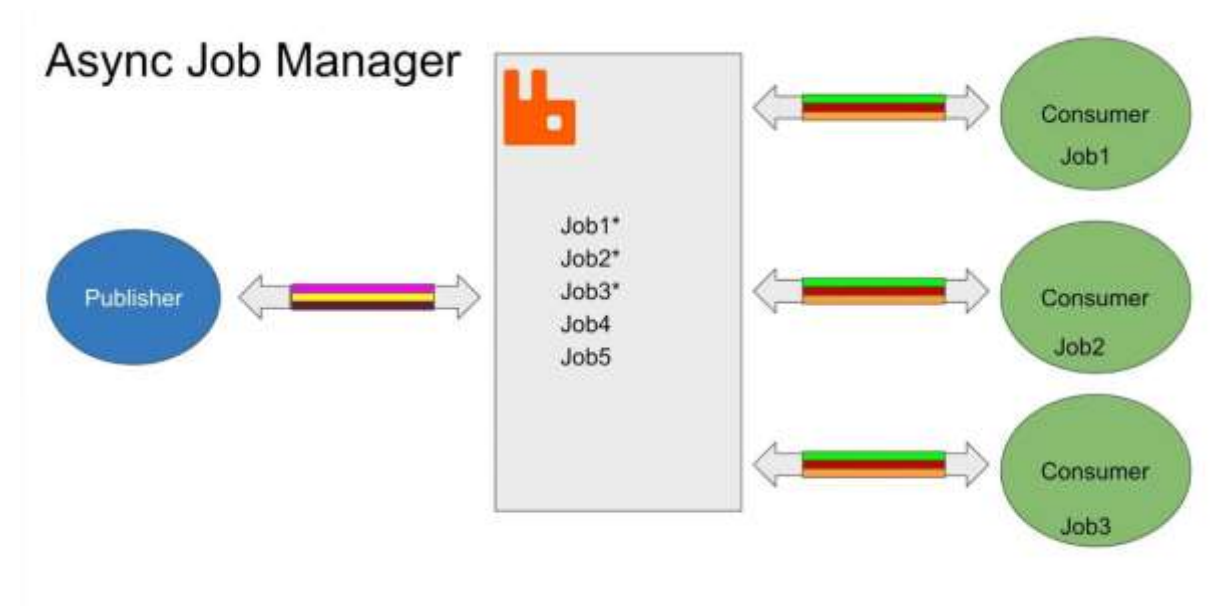 Async Job Manager
Publisher
Job1*
Job2*
Job3*
Job4
Job5
Consumer
Job1
Consumer
Job2
Consumer
Job3